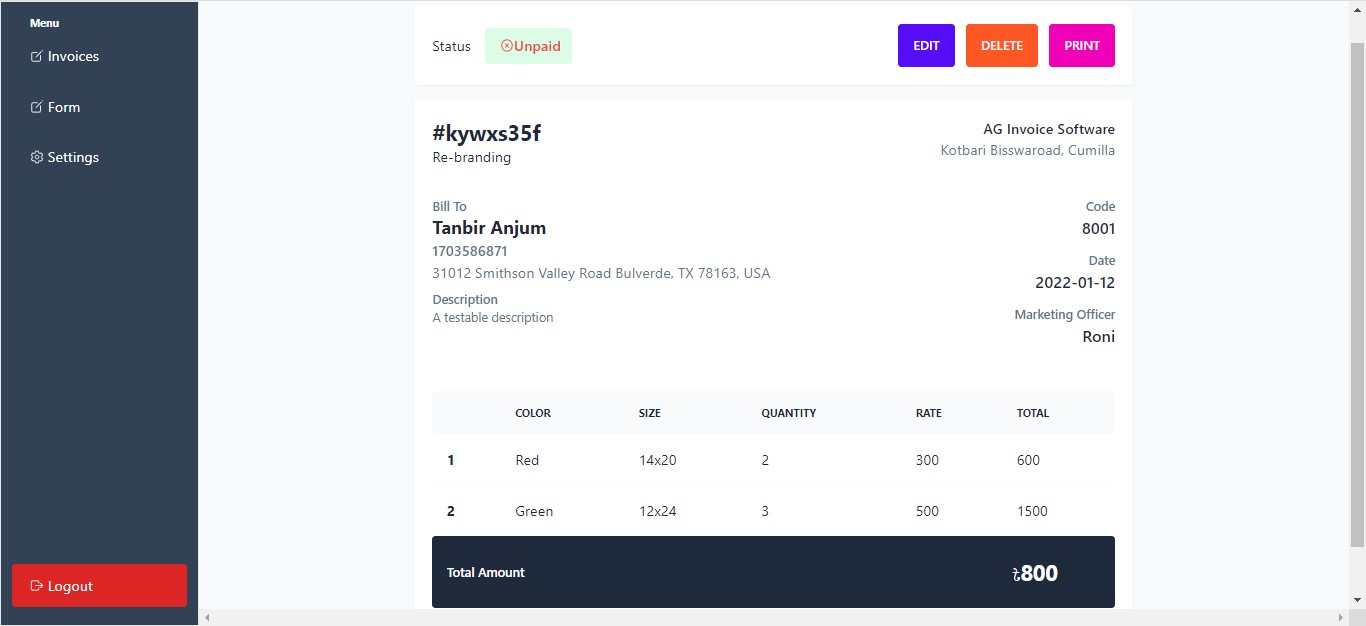 Menu
Invoices
Form
Settings
Logout
Status
Unpaid
EDIT
DELETE
PRINT
#kywxs35f
Re-branding
AG Invoice Software
Kotbari Bisswaroad, Cumilla
Bill To
Tanbir Anjum
1703586871
31012 Smithson Valley Road Bulverde, TX 78163, USA
Description
A testable description
Code
8001
Date
2022-01-12
Marketing Officer
Roni
COLOR SIZE QUANTITY RATE TOTAL
1 Red 14x20 2 300 600
2 Green 12x24 3 500 1500
Total Amount ৳800